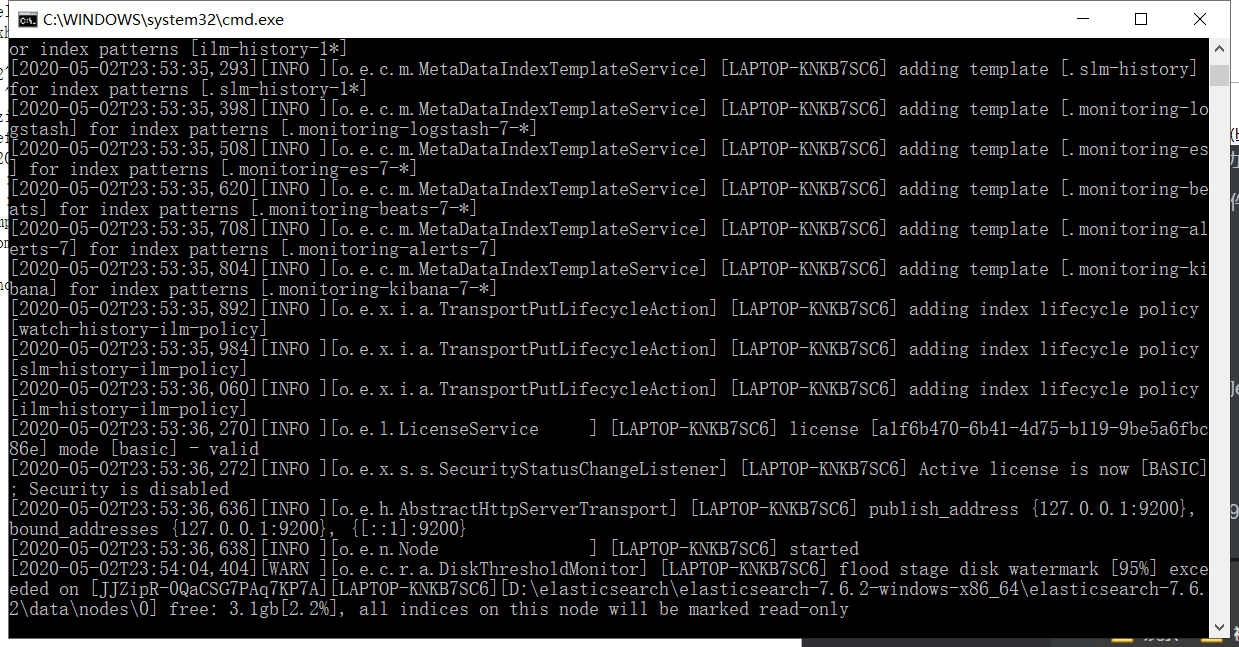 C:\WINDOWS\system32\cmd.exe
or index patterns [ilm-history-1*]
[2020-05-02T23:53:35,293][INFO ][o.e.c.m.MetaDataIndexTemplateService] [LAPTOP-KNKB7SC6] adding template [.slm-history]
for index patterns [.slm-history-1*]
[2020-05-02T23:53:35,398][INFO ][o.e.c.m.MetaDataIndexTemplateService] [LAPTOP-KNKB7SC6] adding template [.monitoring-lo
gstash] for index patterns [.monitoring-logstash-7-*]
[2020-05-02T23:53:35,508][INFO ][o.e.c.m.MetaDataIndexTemplateService] [LAPTOP-KNKB7SC6] adding template [.monitoring-es
] for index patterns [.monitoring-es-7-*]
[2020-05-02T23:53:35,620][INFO ][o.e.c.m.MetaDataIndexTemplateService] [LAPTOP-KNKB7SC6] adding template [.monitoring-be
ats] for index patterns [.monitoring-beats-7-*]
[2020-05-02T23:53:35,708][INFO ][o.e.c.m.MetaDataIndexTemplateService] [LAPTOP-KNKB7SC6] adding template [.monitoring-al
erts-7] for index patterns [.monitoring-alerts-7]
[2020-05-02T23:53:35,804][INFO ][o.e.c.m.MetaDataIndexTemplateService] [LAPTOP-KNKB7SC6] adding template [.monitoring-ki
bana] for index patterns [.monitoring-kibana-7-*]
[2020-05-02T23:53:35,892][INFO ][o.e.x.i.a.TransportPutLifecycleAction] [LAPTOP-KNKB7SC6] adding index lifecycle policy
[watch-history-ilm-policy]
[2020-05-02T23:53:35,984][INFO ][o.e.x.i.a.TransportPutLifecycleAction] [LAPTOP-KNKB7SC6] adding index lifecycle policy
[slm-history-ilm-policy]
[2020-05-02T23:53:36,060][INFO ][o.e.x.i.a.TransportPutLifecycleAction] [LAPTOP-KNKB7SC6] adding index lifecycle policy
[ilm-history-ilm-policy]
[2020-05-02T23:53:36,270][INFO ][o.e.l.LicenseService     ] [LAPTOP-KNKB7SC6] license [a1f6b470-6b41-4d75-b119-9be5a6fbc
86e] mode [basic] - valid
[2020-05-02T23:53:36,272][INFO ][o.e.x.s.s.SecurityStatusChangeListener] [LAPTOP-KNKB7SC6] Active license is now [BASIC]
; Security is disabled
[2020-05-02T23:53:36,636][INFO ][o.e.h.AbstractHttpServerTransport] [LAPTOP-KNKB7SC6] publish_address {127.0.0.1:9200},
bound_addresses {127.0.0.1:9200}, {[::1]:9200}
[2020-05-02T23:53:36,638][INFO ][o.e.n.Node               ] [LAPTOP-KNKB7SC6] started
[2020-05-02T23:54:04,404][WARN ][o.e.c.r.a.DiskThresholdMonitor] [LAPTOP-KNKB7SC6] flood stage disk watermark [95%] exce
eded on [JJZipR-0QaCSG7PAq7KP7A][LAPTOP-KNKB7SC6][D:\elasticsearch\elasticsearch-7.6.2-windows-x86_64\elasticsearch-7.6.
2\data\nodes\0] free: 3.1gb[2.2%], all indices on this node will be marked read-only